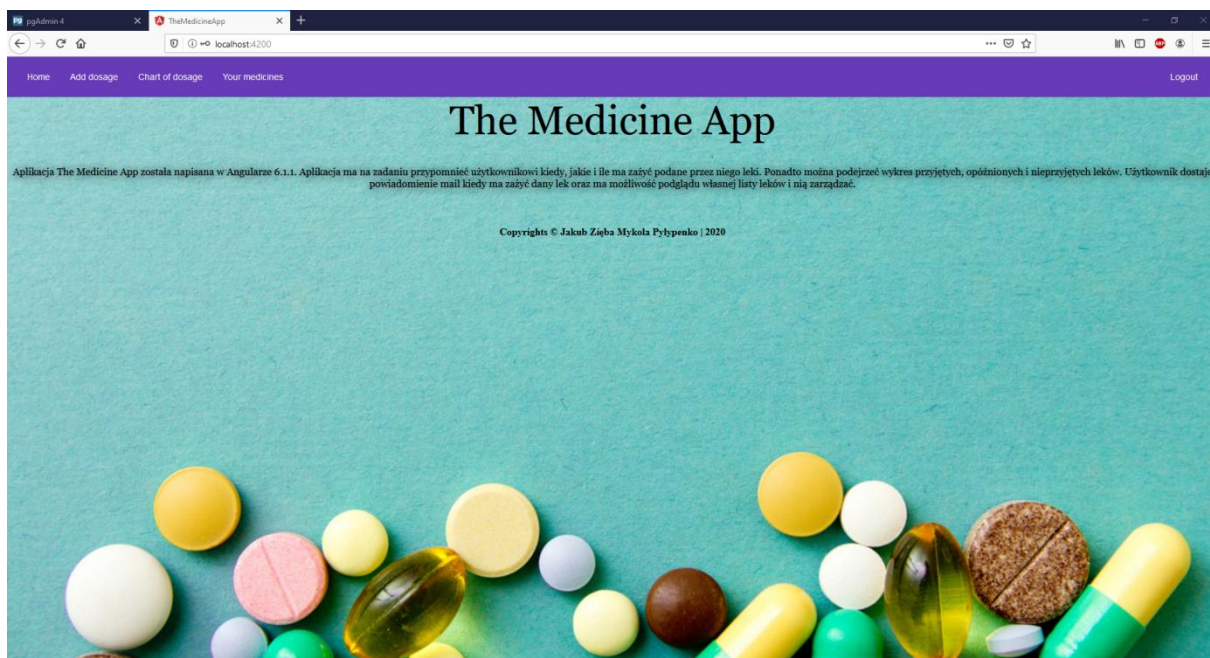 pgAdmin 4
TheMedicineApp
localhost:4200
Home Add dosage Chart of dosage Your medicines Logout
The Medicine App
Aplikacja The Medicine App została napisana w Angularze 6.1.1. Aplikacja ma na zadaniu przypomnieć użytkownikowi kiedy, jakie i ile ma zażyć podane przez niego leki. Ponadto można podejrzeć wykres przyjętych, opóźnionych i nieprzyjętych leków. Użytkownik dostaje
powiadomienie mail kiedy ma zażyć dany lek oraz ma możliwość podglądu własnej listy leków i nią zarządzać.
Copyrights © Jakub Zięba Mykola Pyłypenko | 2020